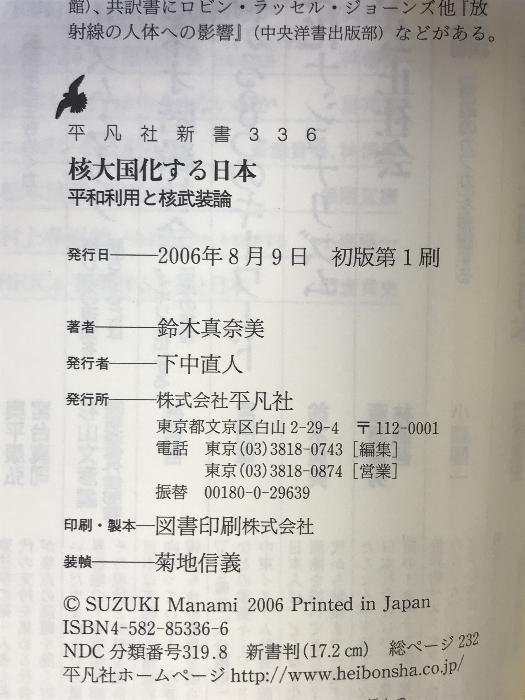 館）、共訳書にロビン・ラッセル・ジョーンズ他『放
射線の人体への影響』（中央洋書出版部）などがある。
平凡社新書336
核大国化する日本
平和利用と核武装論
発行日――2006年8月9日　初版第1刷
著者――鈴木真奈美
発行者――下中直人
発行所――株式会社平凡社
東京都文京区白山2-29-4　〒112-0001
電話　東京(03)3818-0743［編集］
東京(03)3818-0874［営業］
振替　00180-0-29639
印刷・製本―図書印刷株式会社
装幀――菊地信義
© SUZUKI Manami 2006 Printed in Japan
ISBN4-582-85336-6
NDC分類番号319.8　新書判(17.2cm)　総ページ232
平凡社ホームページ http://www.heibonsha.co.jp/